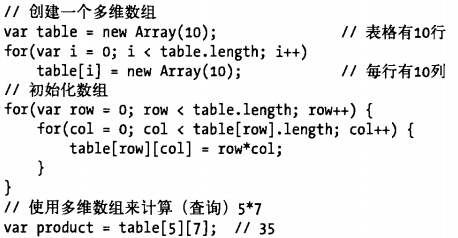 // 创建一个多维数组
var table = new Array(10); // 表格有10行
for(var i = 0; i < table.length; i++)
table[i] = new Array(10); // 每行有10列
// 初始化数组
for(var row = 0; row < table.length; row++) {
for(col = 0; col < table[row].length; col++) {
table[row][col] = row*col;
}
}
// 使用多维数组来计算（查询）5*7
var product = table[5][7]; // 35